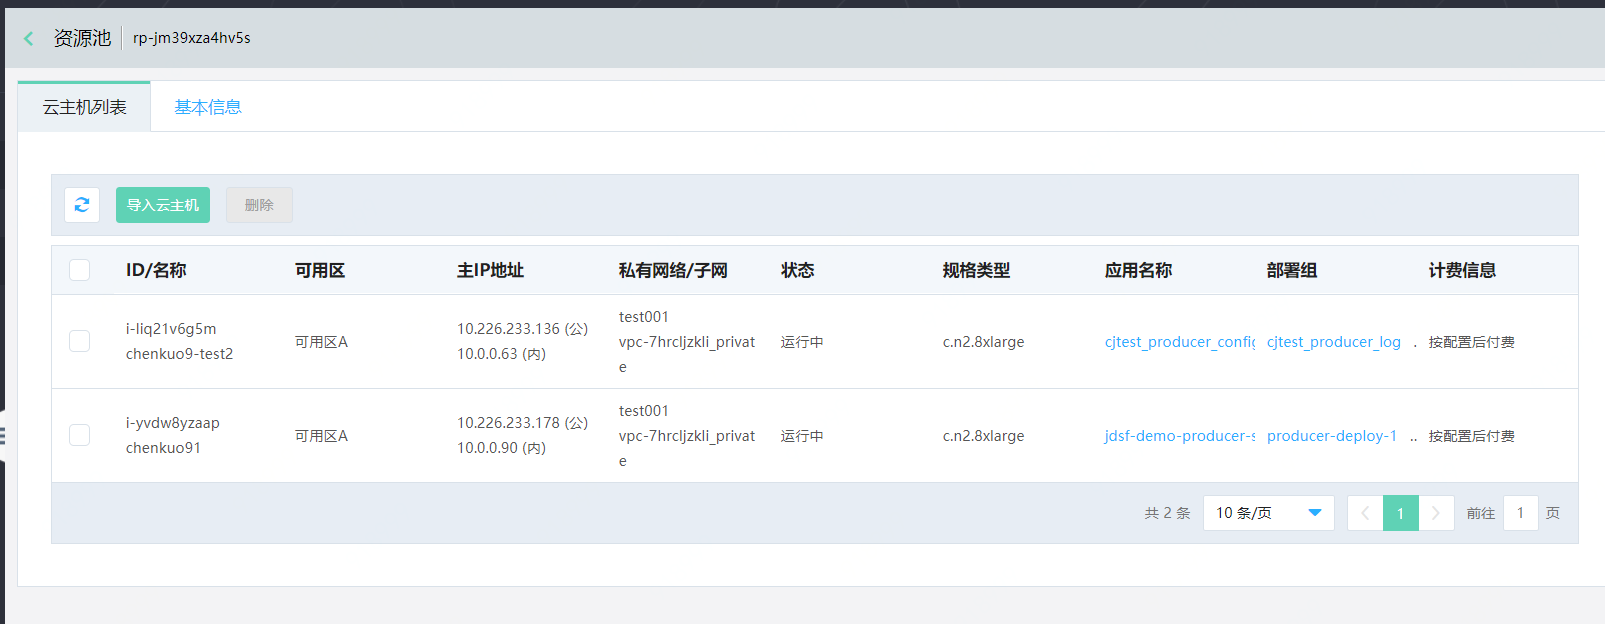 资源池 rp-jm39xza4hv5s
云主机列表 基本信息
导入云主机 删除
ID/名称 可用区 主IP地址 私有网络/子网 状态 规格类型 应用名称 部署组 计费信息
i-liq21v6g5m
chenkuo9-test2
可用区A
10.226.233.136 (公)
10.0.0.63 (内)
test001
vpc-7hrcljzkli_privat
e
运行中
c.n2.8xlarge
cjtest_producer_config
cjtest_producer_log .
按配置后付费
i-yvdw8yzaap
chenkuo91
可用区A
10.226.233.178 (公)
10.0.0.90 (内)
test001
vpc-7hrcljzkli_privat
e
运行中
c.n2.8xlarge
jdsf-demo-producer-s
producer-deploy-1 ..
按配置后付费
共 2 条 10 条/页 1 前往 1 页